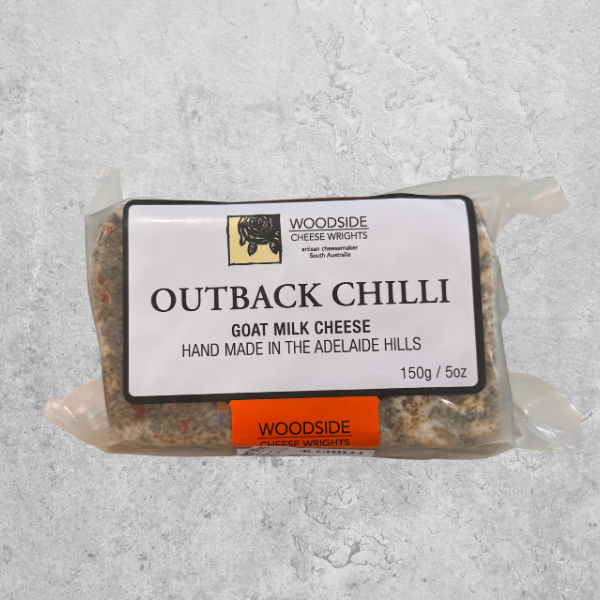 WOODSIDE
CHEESE WRIGHTS
artisan cheesemaker
South Australia
OUTBACK CHILLI
GOAT MILK CHEESE
HAND MADE IN THE ADELAIDE HILLS
150g / 5oz
WOODSIDE
CHEESE WRIGHTS
K CHILLI